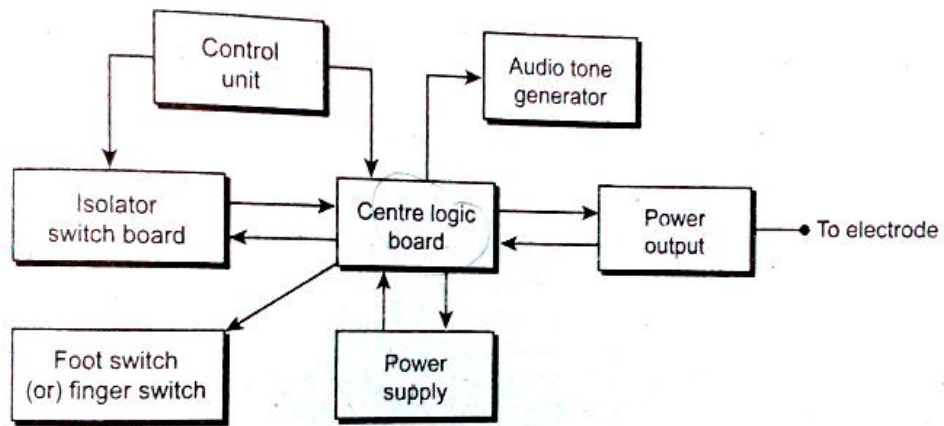 Control
unit
Audio tone
generator
Isolator
switch board
Centre logic
board
Power
output
To electrode
Foot switch
(or) finger switch
Power
supply